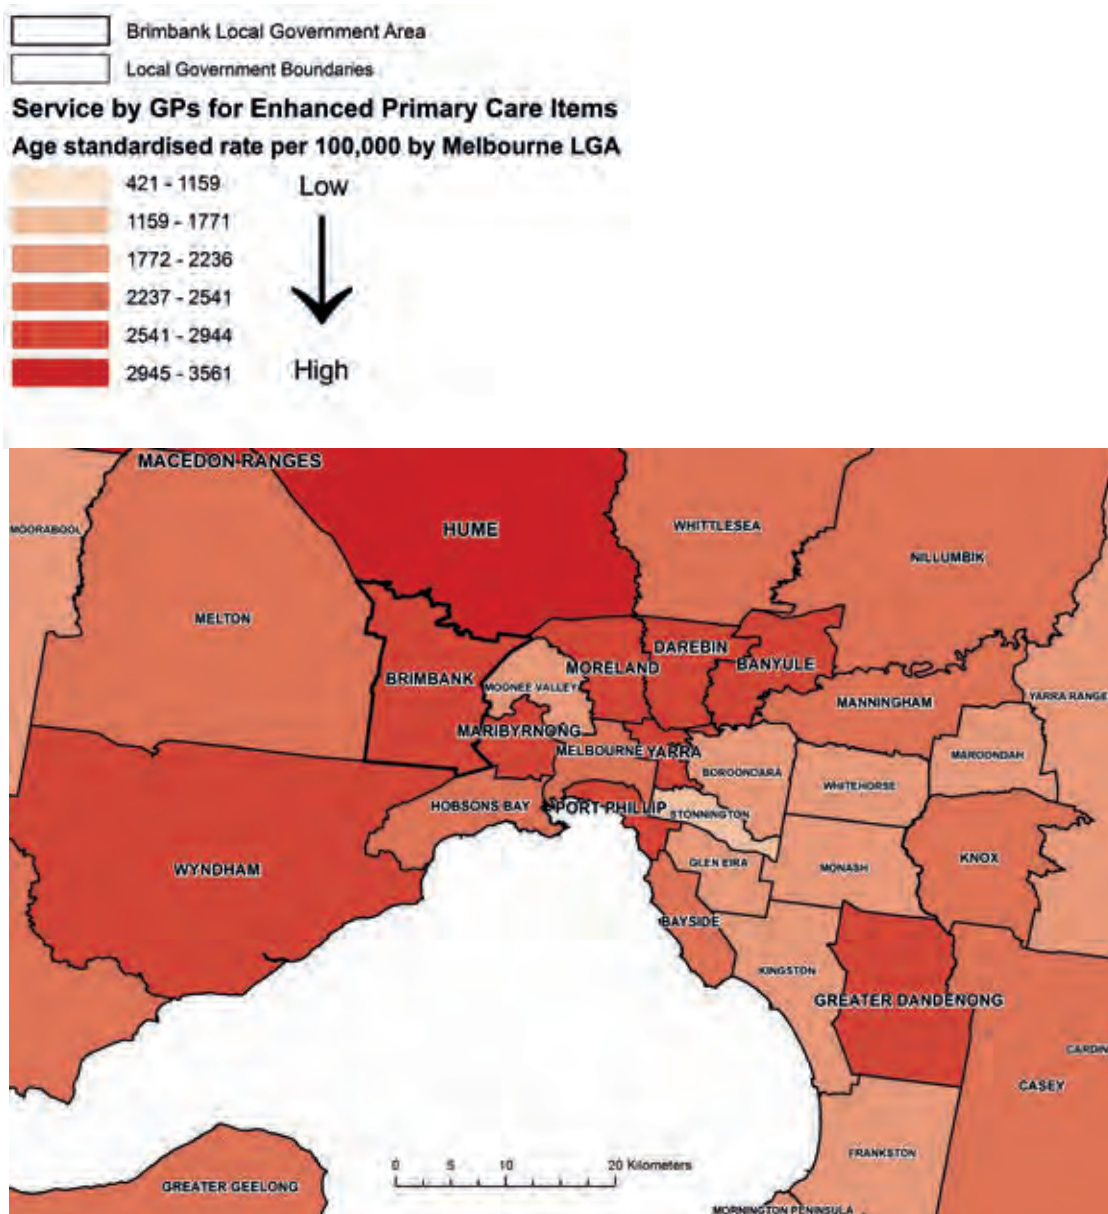 Brimbank Local Government Area
Local Government Boundaries
Service by GPs for Enhanced Primary Care Items
Age standardised rate per 100,000 by Melbourne LGA
421 - 1159
Low
1159 - 1771
1772 - 2236
2237 - 2541
2541 - 2944
2945 - 3561
High
MACEDON RANGES
MOORABOOL
HUME
WHITTLESEA
NILLUMBIK
MELTON
DAREBIN
BRIMBANK
MORELAND
BANYULE
MOONEE VALLEY
YARRA RANGE
MANNINGHAM
MARIBYRNONG
MELBOURNE
YARRA
MAROONDAH
BOROONDARA
WHITEHORSE
HOBSONS BAY
PORT PHILLIP
STONNINGTON
WYNDHAM
GLEN EIRA
MONASH
KNOX
BAYSIDE
KINGSTON
GREATER DANDENONG
CARDIN
CASEY
FRANKSTON
0 5 10 20 Kilometers
GREATER GEELONG
MORNINGTON PENINSULA